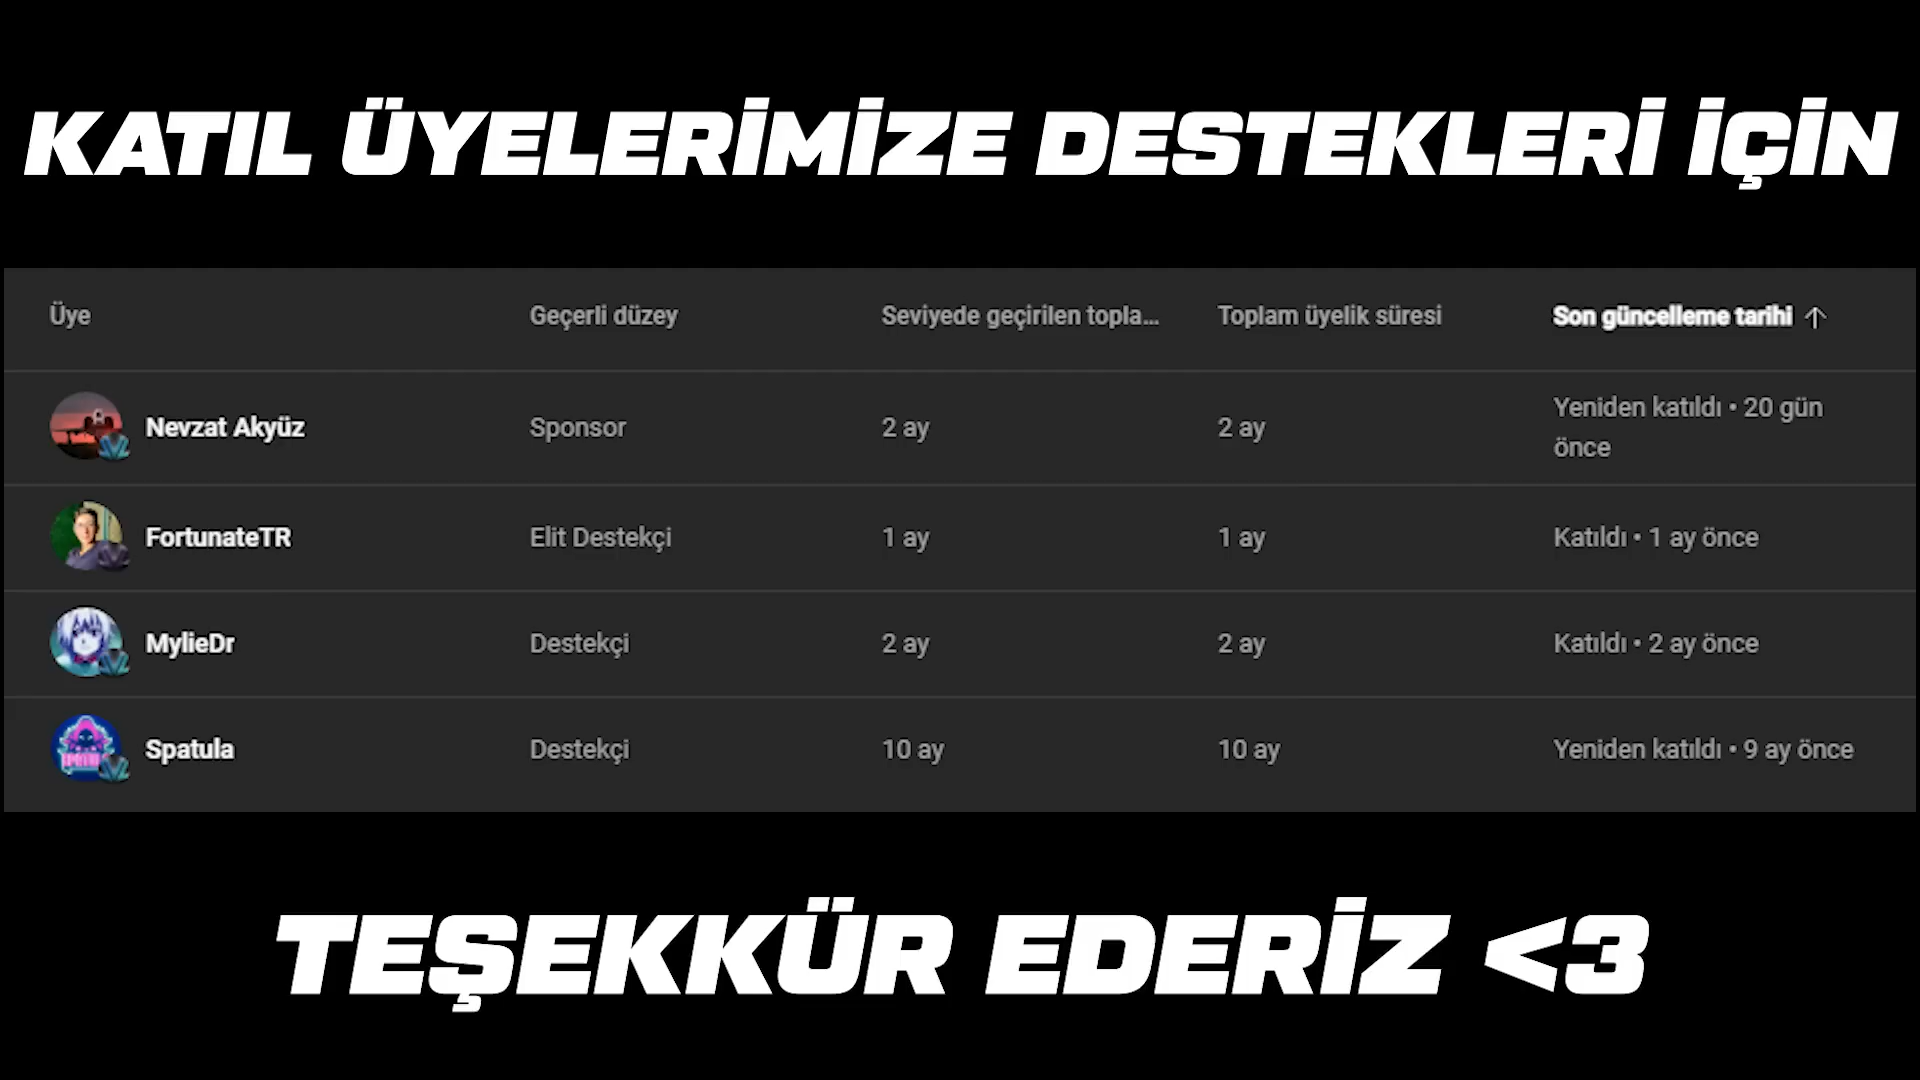 KATIL ÜYELERİMİZE DESTEKLERİ İÇİN
Üye Geçerli düzey Seviyede geçirilen topla... Toplam üyelik süresi Son güncelleme tarihi ↑
Nevzat Akyüz Sponsor 2 ay 2 ay Yeniden katıldı • 20 gün
önce
FortunateTR Elit Destekçi 1 ay 1 ay Katıldı • 1 ay önce
MylieDr Destekçi 2 ay 2 ay Katıldı • 2 ay önce
Spatula Destekçi 10 ay 10 ay Yeniden katıldı • 9 ay önce
TEŞEKKÜR EDERİZ <3